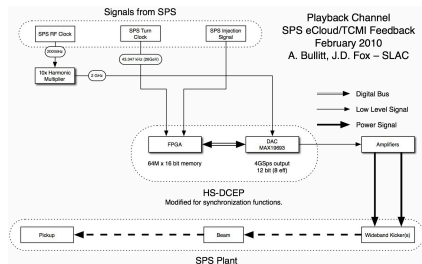 Signals from SPS
SPS RF Clock
SPS Turn
Clock
SPS Injection
Signal
200MHz
43.347 kHz (26GeV)
10x Harmonic
Multiplier
2 GHz
Playback Channel
SPS eCloud/TCMI Feedback
February 2010
A. Bullitt, J.D. Fox – SLAC
Digital Bus
Low Level Signal
Power Signal
FPGA
DAC
MAX19693
Amplifiers
64M x 16 bit memory
4GSps output
12 bit (8 eff)
HS-DCEP
Modified for synchronization functions.
Pickup
Beam
Wideband Kicker(s)
SPS Plant